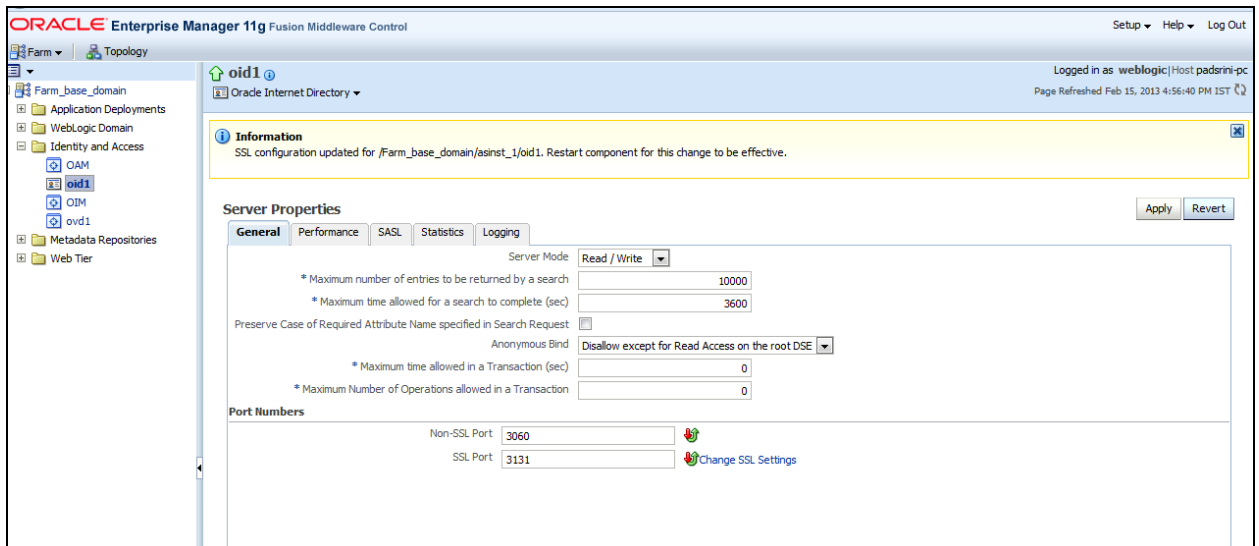 ORACLE Enterprise Manager 11g Fusion Middleware Control
Setup Help Log Out
Farm Topology
Farm_base_domain
Application Deployments
WebLogic Domain
Identity and Access
OAM
oid1
OIM
ovd1
Metadata Repositories
Web Tier
oid1
Logged in as weblogic|Host padsrini-pc
Oracle Internet Directory
Page Refreshed Feb 15, 2013 4:56:40 PM IST
Information
SSL configuration updated for /Farm_base_domain/asinst_1/oid1. Restart component for this change to be effective.
Server Properties
Apply Revert
General Performance SASL Statistics Logging
Server Mode Read / Write
* Maximum number of entries to be returned by a search 10000
* Maximum time allowed for a search to complete (sec) 3600
Preserve Case of Required Attribute Name specified in Search Request
Anonymous Bind Disallow except for Read Access on the root DSE
* Maximum time allowed in a Transaction (sec) 0
* Maximum Number of Operations allowed in a Transaction 0
Port Numbers
Non-SSL Port 3060
SSL Port 3131 Change SSL Settings